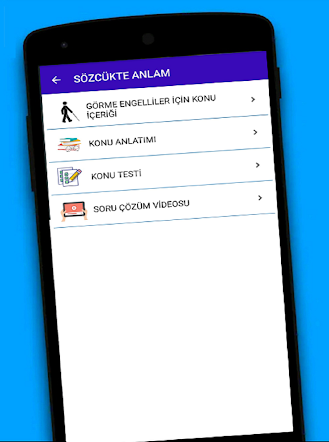 SÖZCÜKTE ANLAM
GÖRME ENGELLİLER İÇİN KONU
İÇERİĞİ
KONU ANLATIMI
KONU TESTİ
SORU ÇÖZÜM VİDEOSU